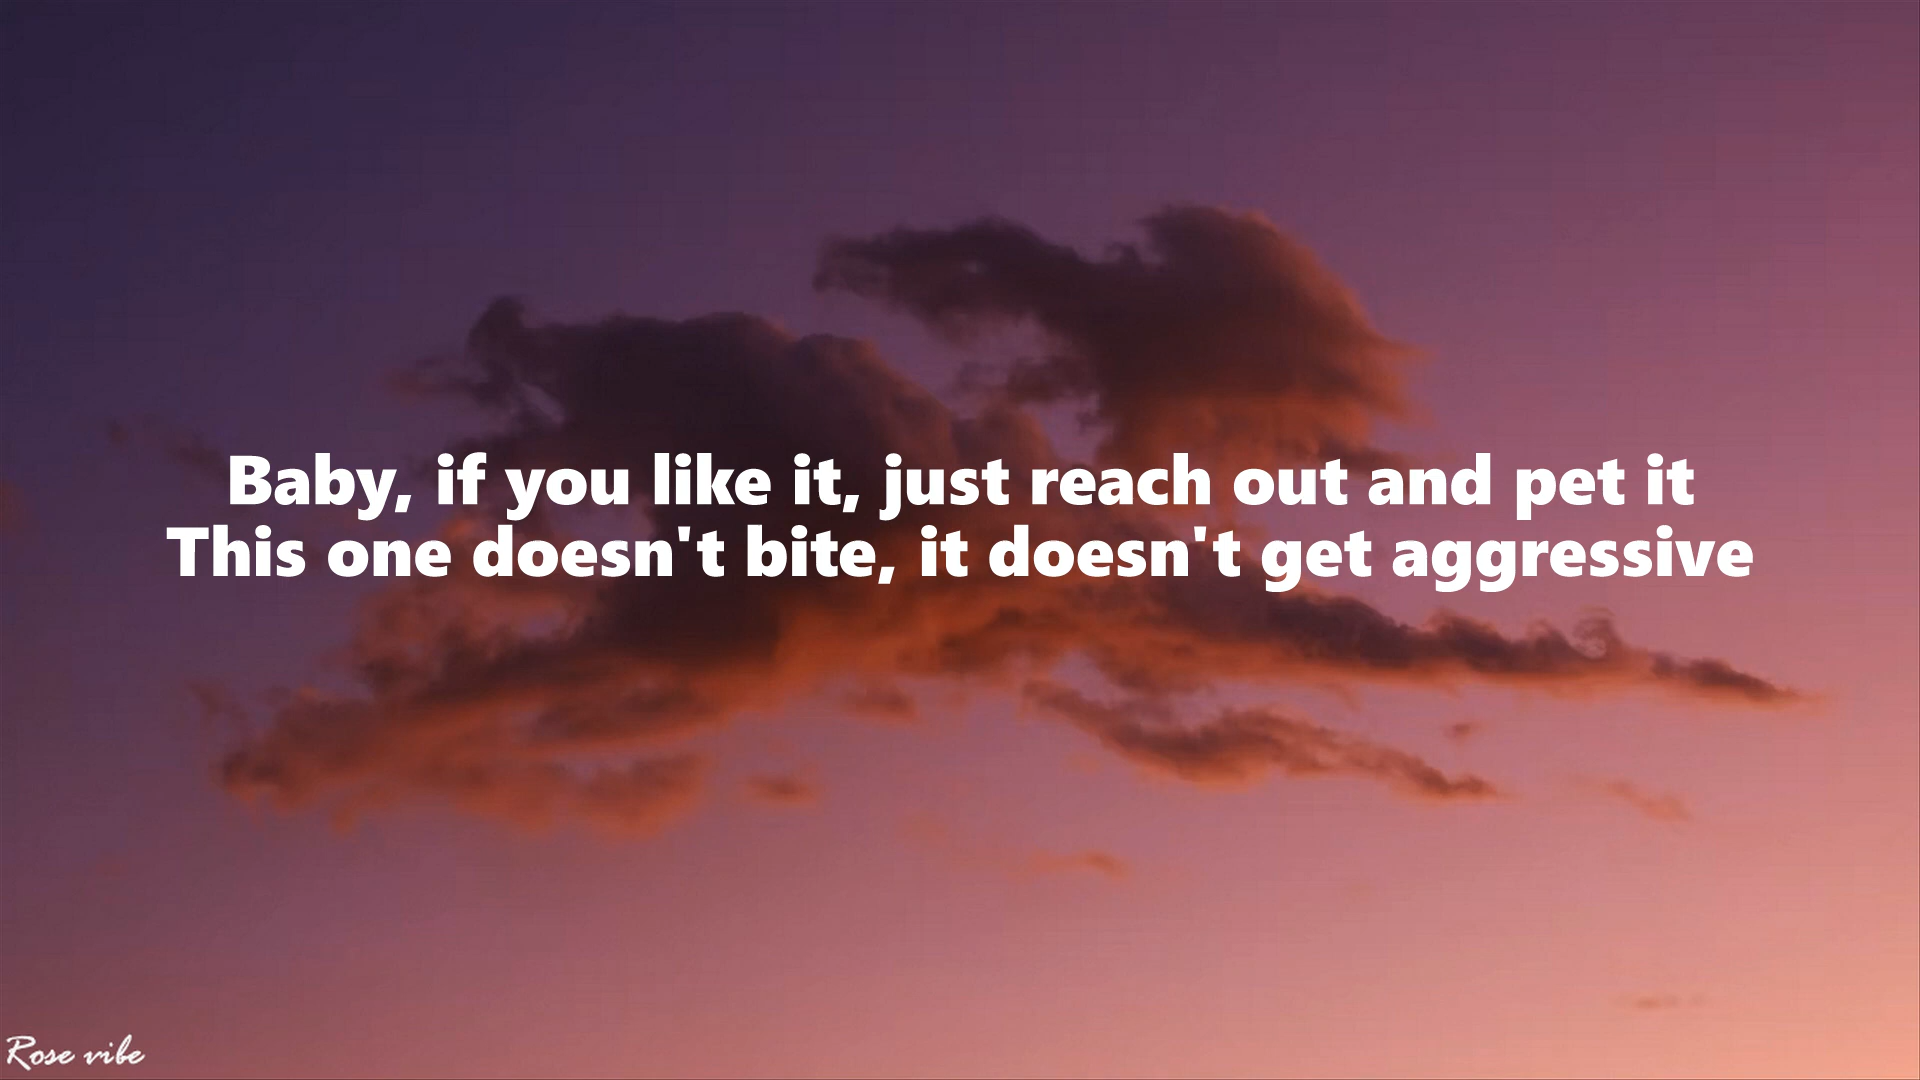 Baby, if you like it, just reach out and pet it
This one doesn't bite, it doesn't get aggressive
Rose vibe